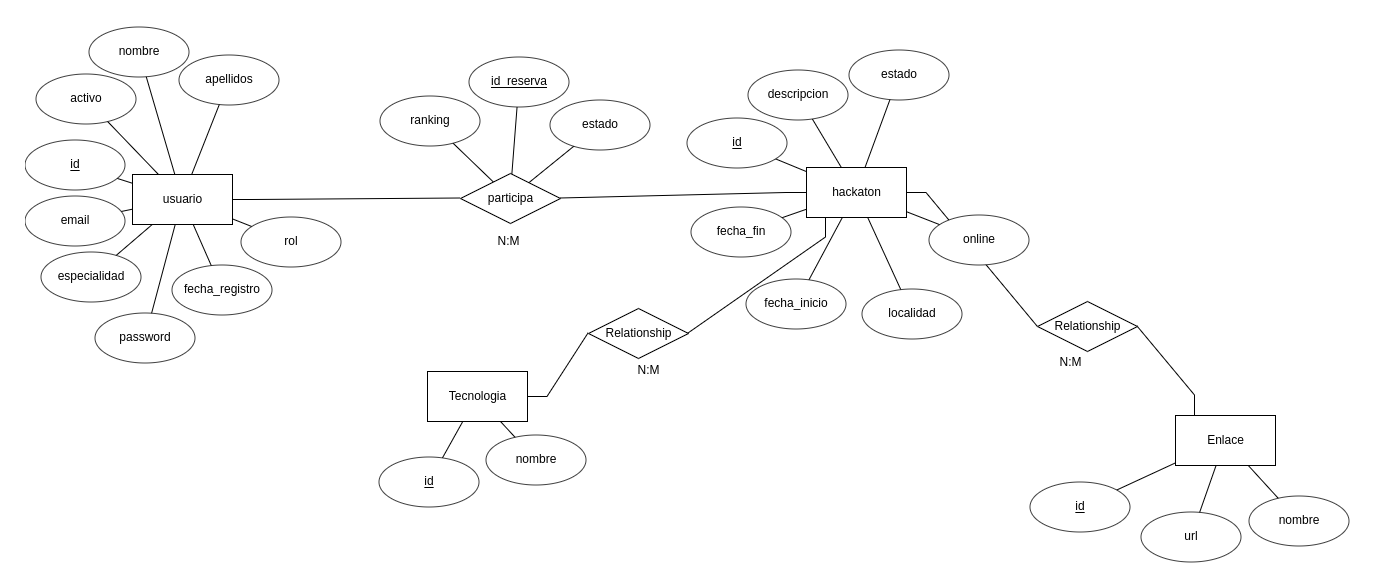 nombre
apellidos
activo
id
email
especialidad
password
fecha_registro
rol
usuario
ranking
id_reserva
estado
participa
N:M
descripcion
estado
id
hackaton
fecha_fin
online
fecha_inicio
localidad
Relationship
N:M
Tecnologia
id
nombre
Relationship
N:M
Enlace
id
url
nombre